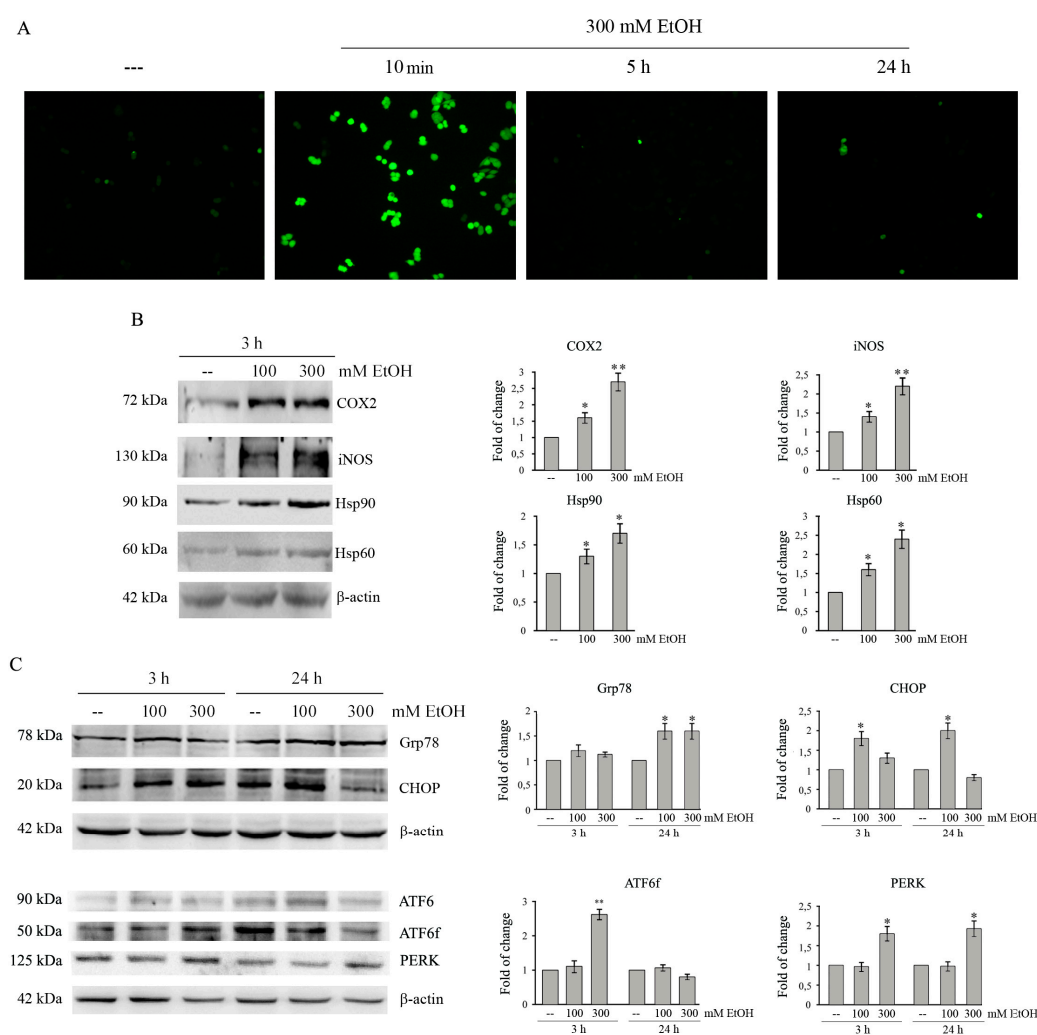 A
300 mM EtOH
---
10 min
5 h
24 h
B
3 h
-- 100 300 mM EtOH
72 kDa COX2
130 kDa iNOS
90 kDa Hsp90
60 kDa Hsp60
42 kDa β-actin
COX2
Fold of change
3
2,5
2
1,5
1
0,5
0
* **
-- 100 300 mM EtOH
iNOS
Fold of change
2,5
2
1,5
1
0,5
0
* **
-- 100 300 mM EtOH
Hsp90
Fold of change
2
1,5
1
0,5
0
* *
-- 100 300 mM EtOH
Hsp60
Fold of change
3
2,5
2
1,5
1
0,5
0
* *
-- 100 300 mM EtOH
C
3 h 24 h
-- 100 300 -- 100 300 mM EtOH
78 kDa Grp78
20 kDa CHOP
42 kDa β-actin
90 kDa ATF6
50 kDa ATF6f
125 kDa PERK
42 kDa β-actin
Grp78
Fold of change
2
1,5
1
0,5
0
* *
-- 100 300 -- 100 300 mM EtOH
3 h 24 h
CHOP
Fold of change
2,5
2
1,5
1
0,5
0
* *
-- 100 300 -- 100 300 mM EtOH
3 h 24 h
ATF6f
Fold of change
3
2,5
2
1,5
1
0,5
0
**
-- 100 300 -- 100 300 mM EtOH
3 h 24 h
PERK
Fold of change
2,5
2
1,5
1
0,5
0
* *
-- 100 300 -- 100 300 mM EtOH
3 h 24 h